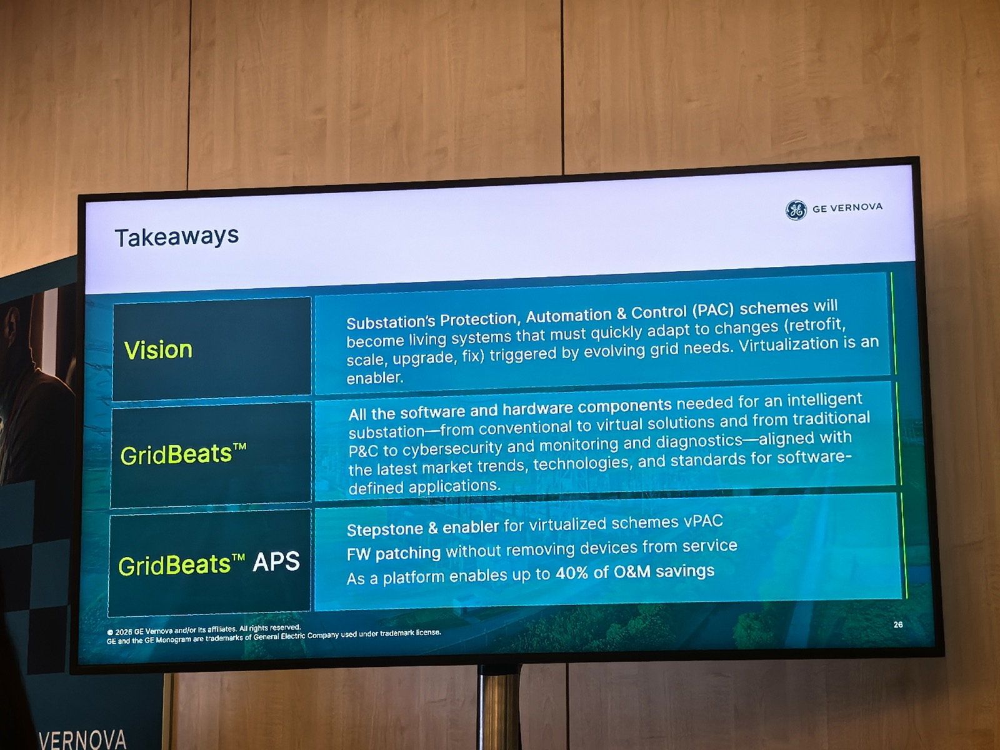 GE VERNOVA
Takeaways
Vision
Substation's Protection, Automation & Control (PAC) schemes will
become living systems that must quickly adapt to changes (retrofit,
scale, upgrade, fix) triggered by evolving grid needs. Virtualization is an
enabler.
GridBeats™
All the software and hardware components needed for an intelligent
substation—from conventional to virtual solutions and from traditional
P&C to cybersecurity and monitoring and diagnostics—aligned with
the latest market trends, technologies, and standards for software-
defined applications.
GridBeats™ APS
Stepstone & enabler for virtualized schemes vPAC
FW patching without removing devices from service
As a platform enables up to 40% of O&M savings
© 2026 GE Vernova and/or its affiliates. All rights reserved.
GE and the GE Monogram are trademarks of General Electric Company used under trademark license.
26
VERNOVA